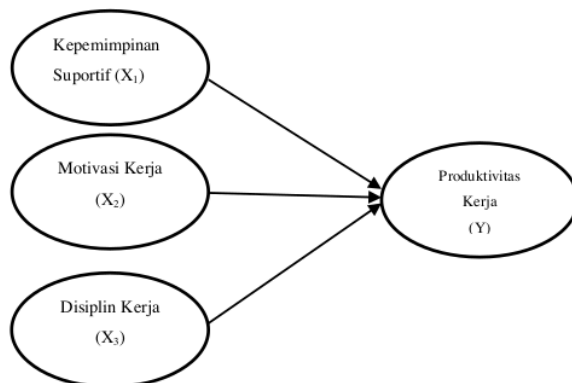 Kepemimpinan
Suportif (X₁)
Motivasi Kerja
(X₂)
Produktivitas
Kerja
(Y)
Disiplin Kerja
(X₃)